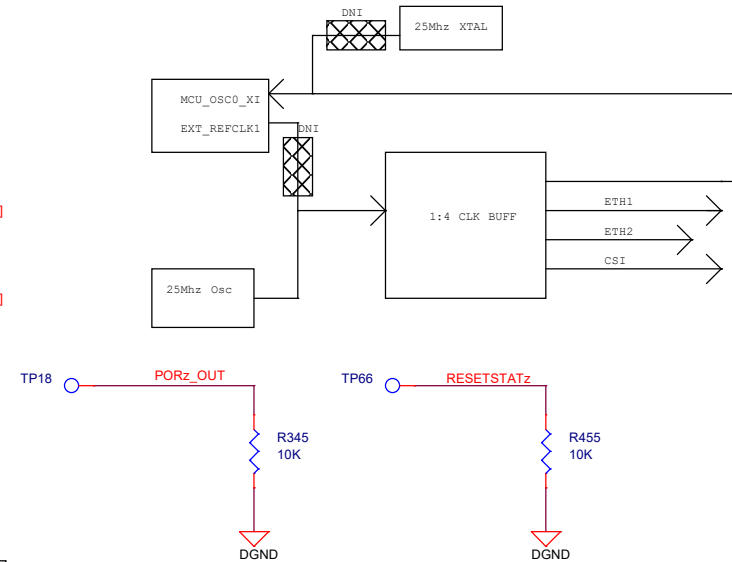 DNI
25Mhz XTAL
MCU_OSC0_XI
EXT_REFCLK1
DNI
1:4 CLK BUFF
ETH1
ETH2
CSI
25Mhz Osc
TP18
PORz_OUT
TP66
RESETSTATz
R345
10K
R455
10K
DGND
DGND